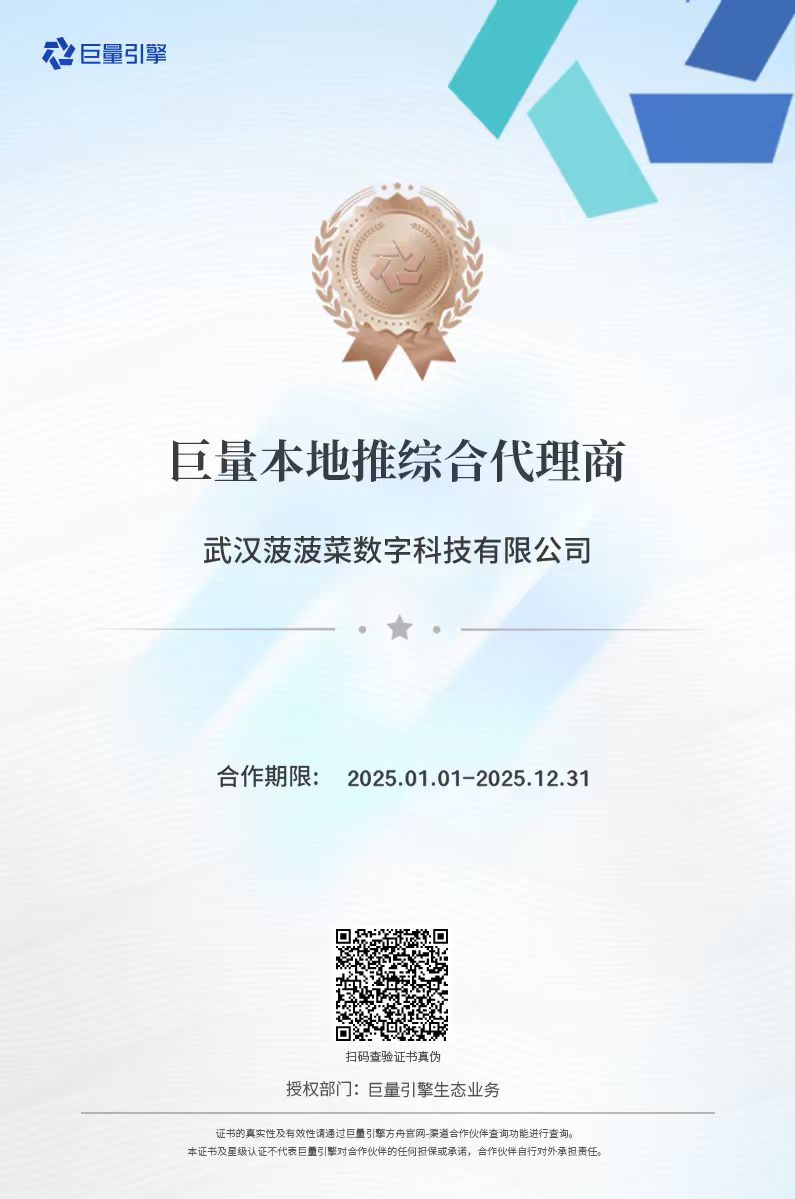 巨量引擎
巨量本地推综合代理商
武汉菠菠菜数字科技有限公司
合作期限: 2025.01.01-2025.12.31
扫码查验证书真伪
授权部门：巨量引擎生态业务
证书的真实性及有效性请通过巨量引擎方舟官网-渠道合作伙伴查询功能进行查询。
本证书及星级认证不代表巨量引擎对合作伙伴的任何担保或承诺，合作伙伴自行对外承担责任。